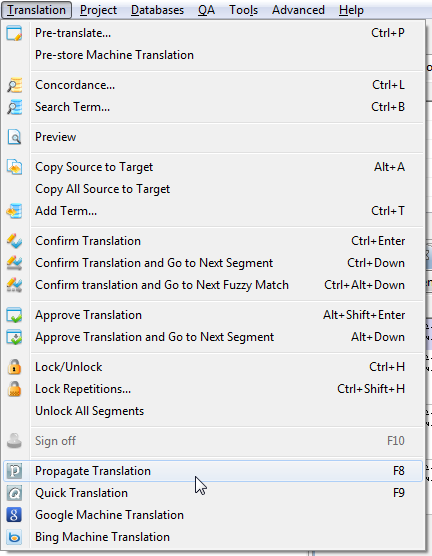 Translation Project Databases QA Tools Advanced Help
Pre-translate... Ctrl+P
Pre-store Machine Translation
Concordance... Ctrl+L
Search Term... Ctrl+B
Preview
Copy Source to Target Alt+A
Copy All Source to Target
Add Term... Ctrl+T
Confirm Translation Ctrl+Enter
Confirm Translation and Go to Next Segment Ctrl+Down
Confirm translation and Go to Next Fuzzy Match Ctrl+Alt+Down
Approve Translation Alt+Shift+Enter
Approve Translation and Go to Next Segment Alt+Down
Lock/Unlock Ctrl+H
Lock Repetitions... Ctrl+Shift+H
Unlock All Segments
Sign off F10
Propagate Translation F8
Quick Translation F9
Google Machine Translation
Bing Machine Translation